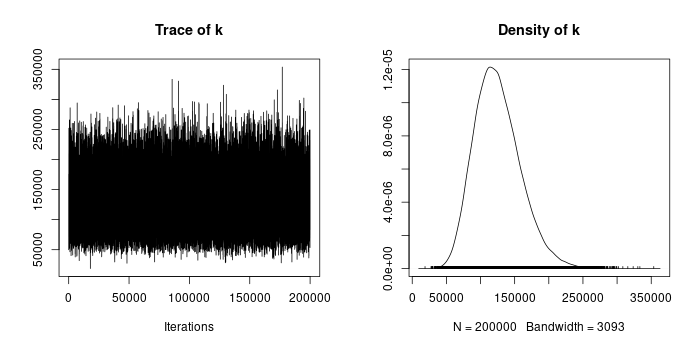 Trace of k
350000
250000
150000
50000
0 50000 100000 150000 200000
Iterations
Density of k
1.2e-05
8.0e-06
4.0e-06
0.0e+00
0 50000 150000 250000 350000
N = 200000 Bandwidth = 3093